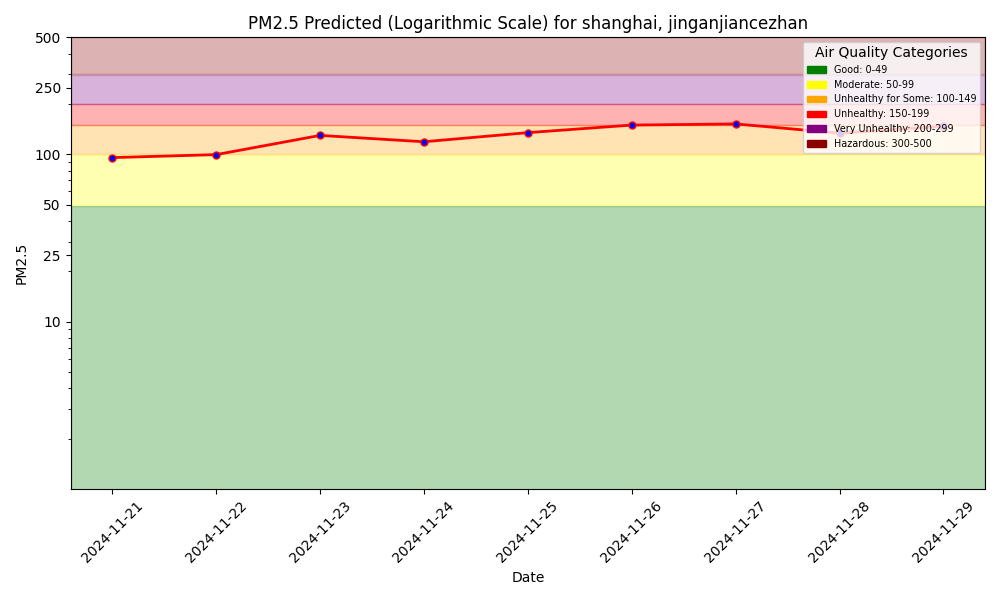 PM2.5 Predicted (Logarithmic Scale) for shanghai, jinganjiancezhan
500
250
100
50
25
10
PM2.5
Air Quality Categories
Good: 0-49
Moderate: 50-99
Unhealthy for Some: 100-149
Unhealthy: 150-199
Very Unhealthy: 200-299
Hazardous: 300-500
2024-11-21
2024-11-22
2024-11-23
2024-11-24
2024-11-25
2024-11-26
2024-11-27
2024-11-28
2024-11-29
Date